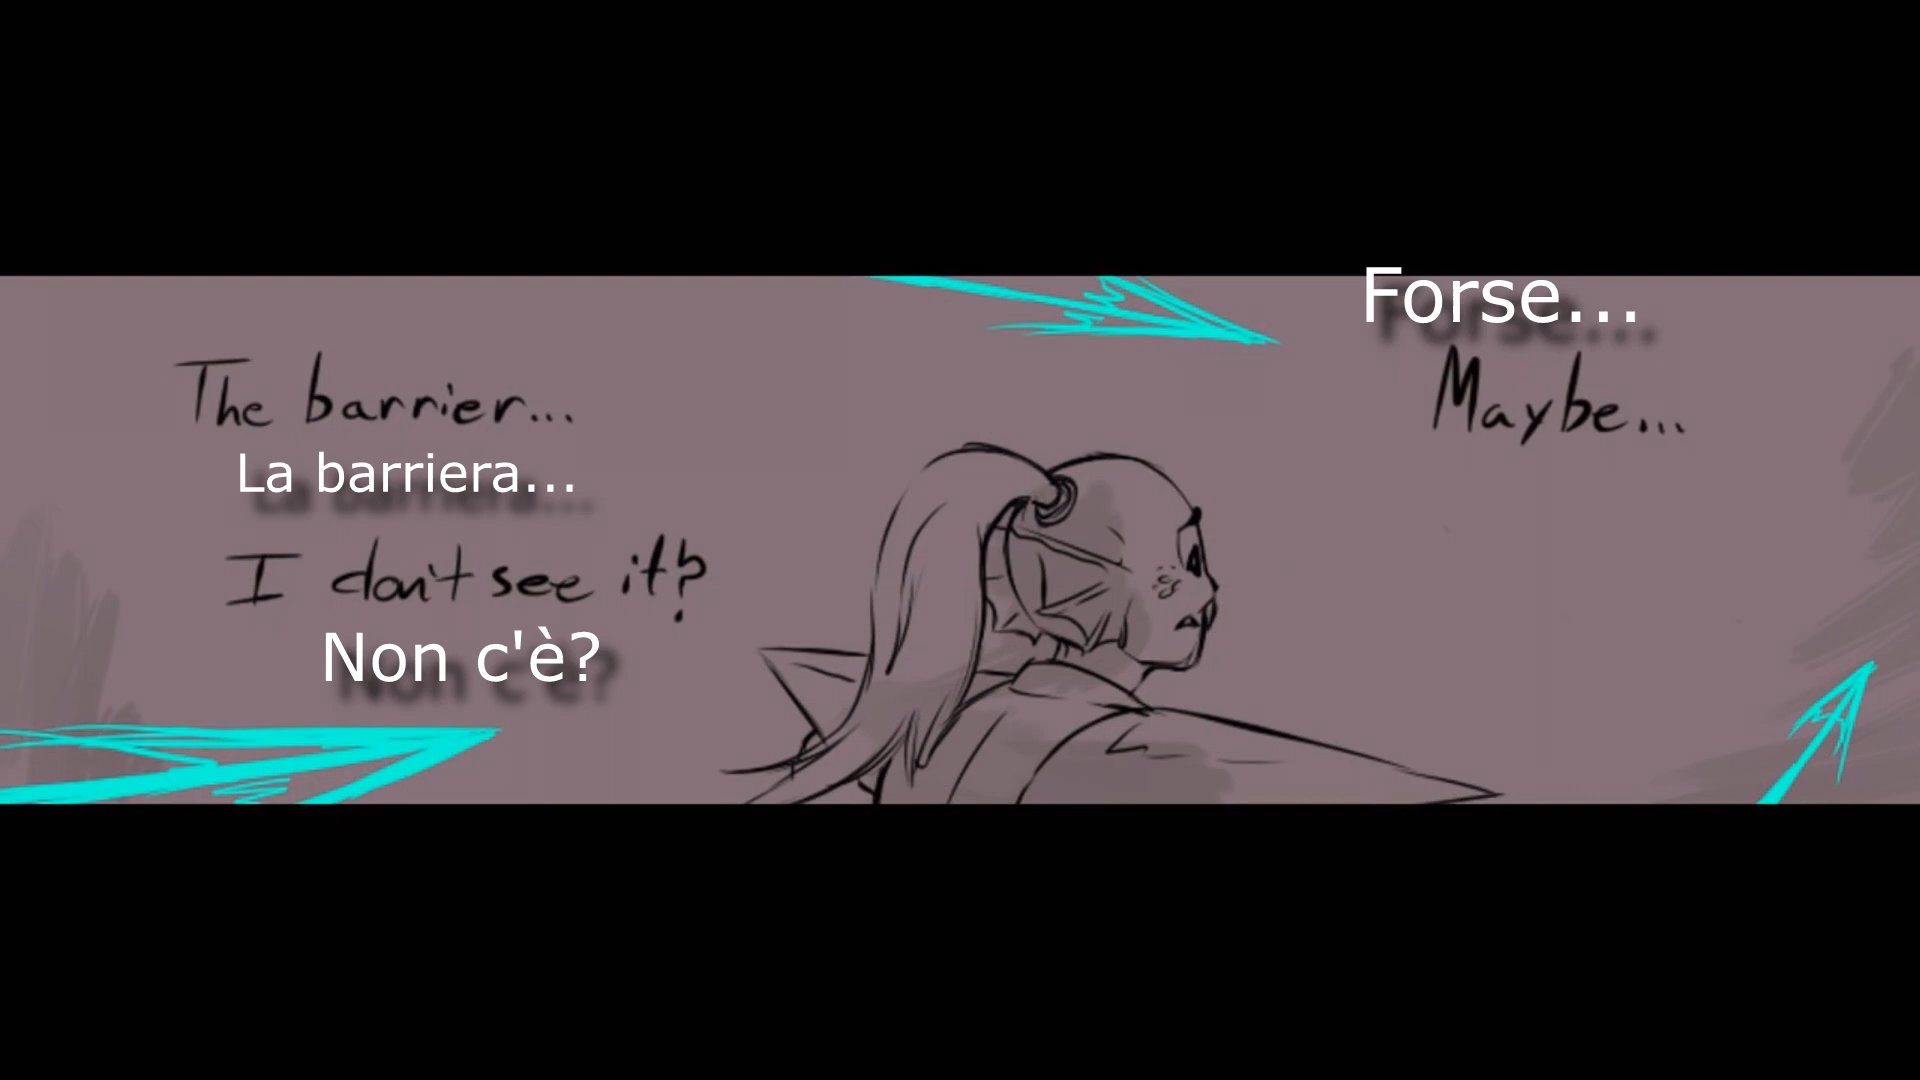 The barrier...
La barriera...
I don't see it?
Non c'è?
Forse...
Maybe...